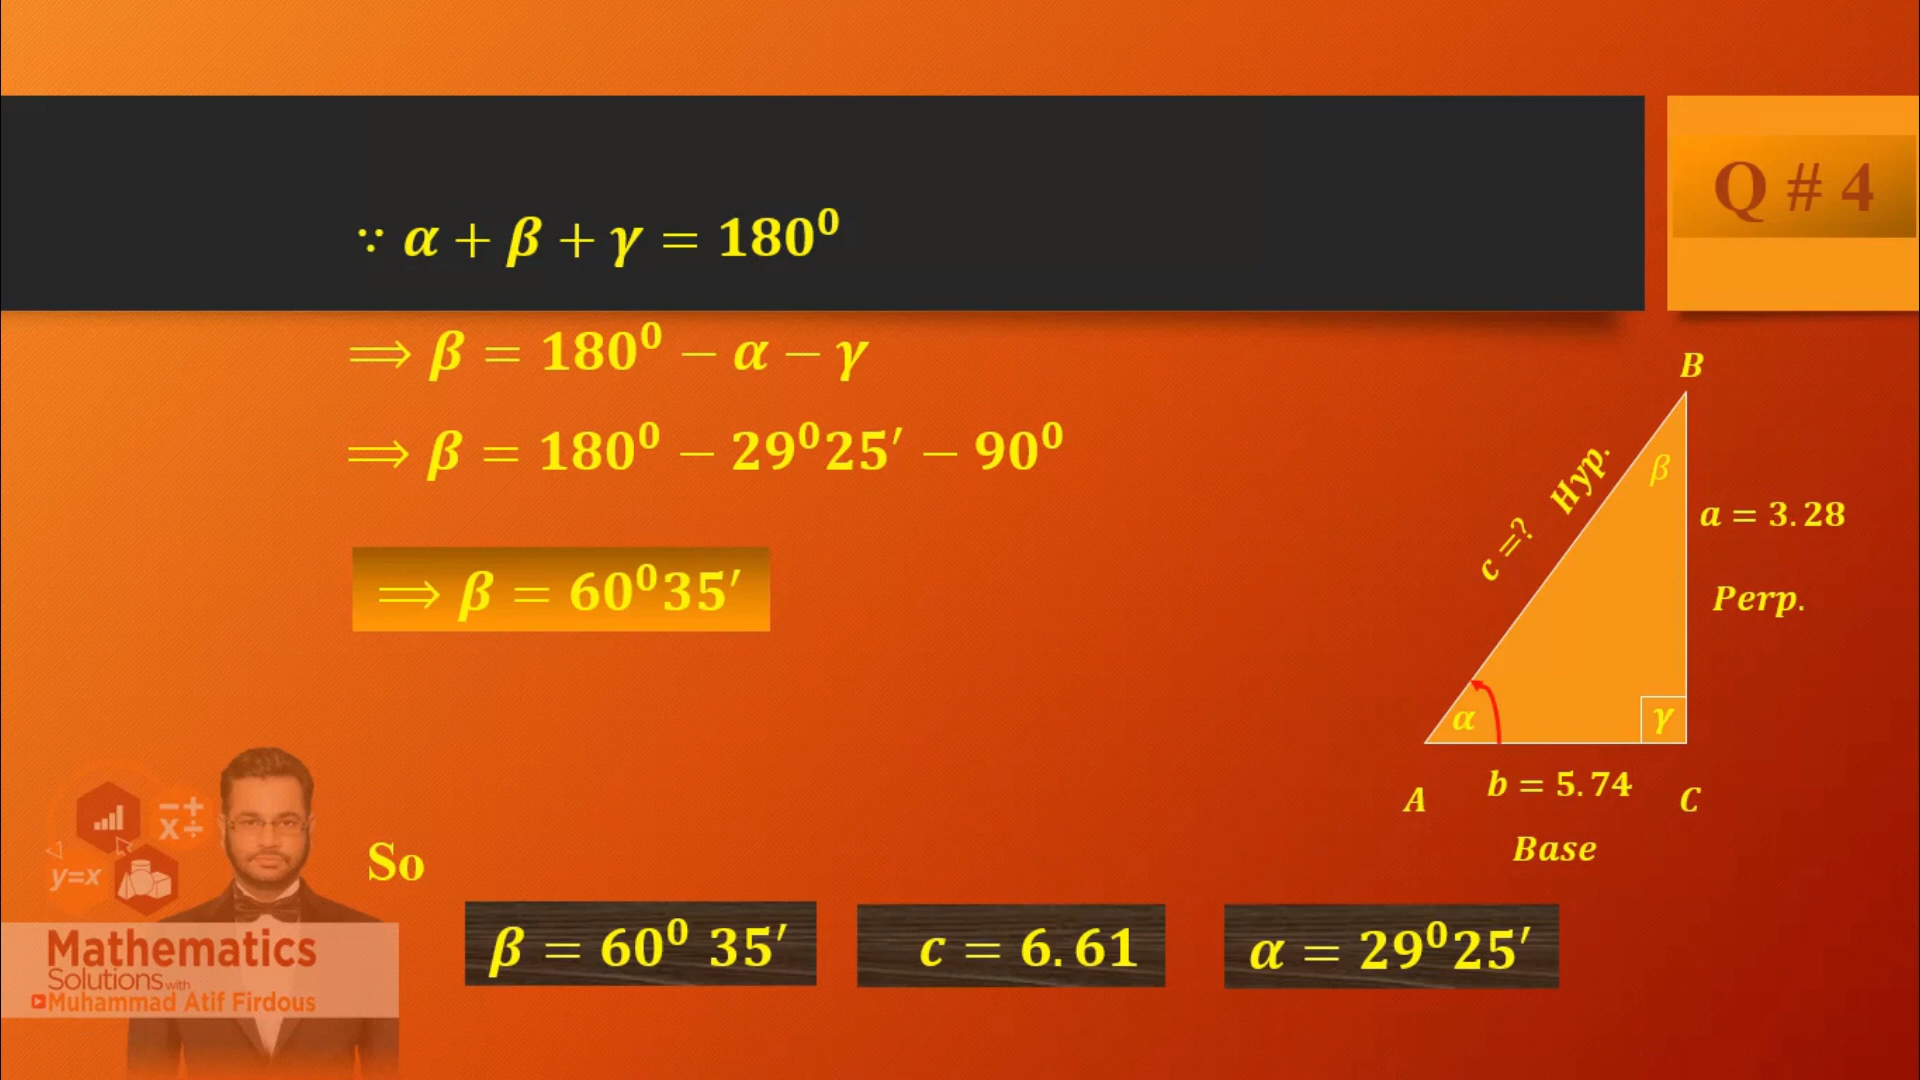 ∵ α + β + γ = 180⁰
Q # 4
⟹ β = 180⁰ − α − γ
⟹ β = 180⁰ − 29⁰25′ − 90⁰
⟹ β = 60⁰35′
B
β
c =? Hyp.
a = 3.28
Perp.
α
γ
A
b = 5.74
C
Base
So
β = 60⁰ 35′
c = 6.61
α = 29⁰25′
− +
x ÷
y=x
Mathematics
Solutions with
Muhammad Atif Firdous